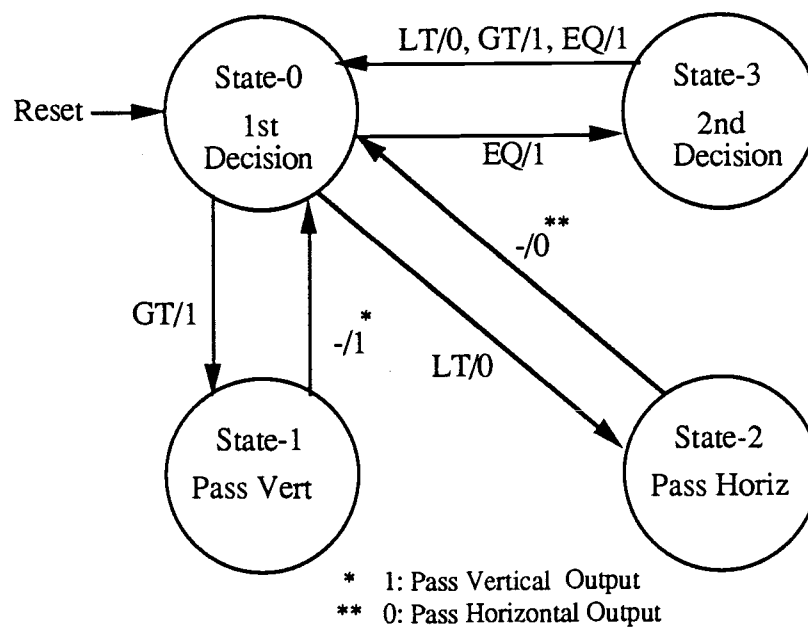 LT/0, GT/1, EQ/1
State-0
1st
Decision
State-3
2nd
Decision
Reset
EQ/1
-/0**
GT/1
-/1*
LT/0
State-1
Pass Vert
State-2
Pass Horiz
* 1: Pass Vertical Output
** 0: Pass Horizontal Output